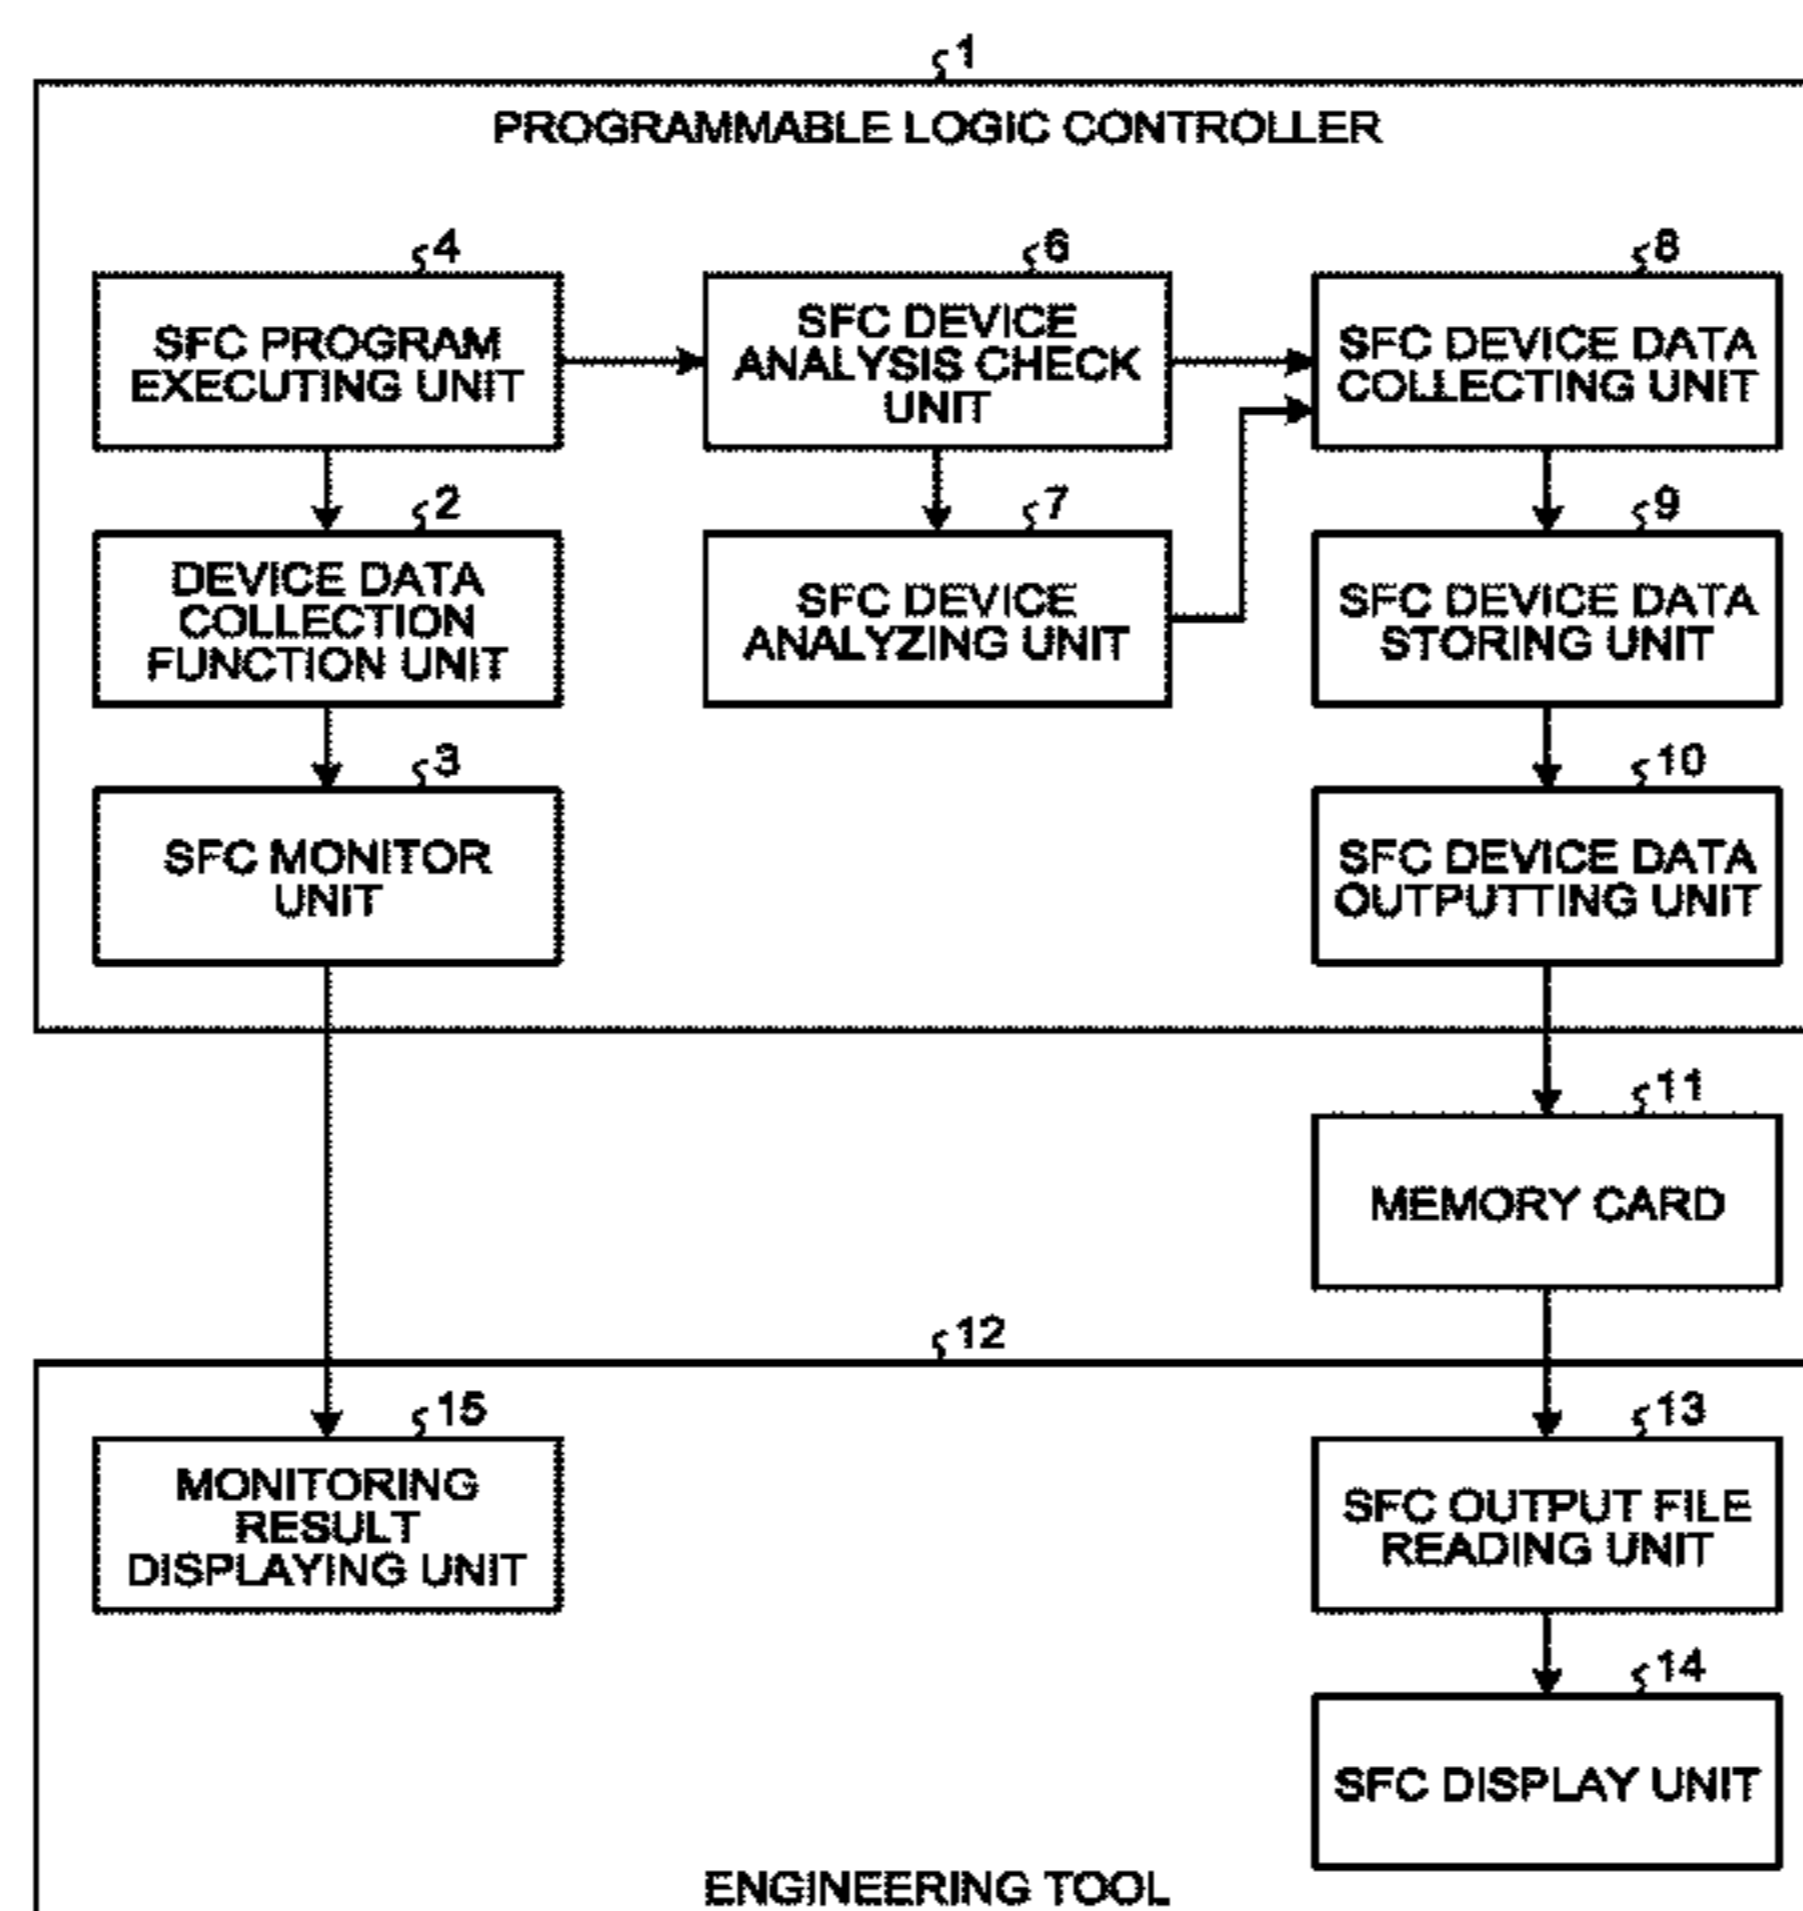 1
PROGRAMMABLE LOGIC CONTROLLER
4
SFC PROGRAM
EXECUTING UNIT
6
SFC DEVICE
ANALYSIS CHECK
UNIT
8
SFC DEVICE DATA
COLLECTING UNIT
2
DEVICE DATA
COLLECTION
FUNCTION UNIT
7
SFC DEVICE
ANALYZING UNIT
9
SFC DEVICE DATA
STORING UNIT
3
SFC MONITOR
UNIT
10
SFC DEVICE DATA
OUTPUTTING UNIT
11
MEMORY CARD
12
15
MONITORING
RESULT
DISPLAYING UNIT
13
SFC OUTPUT FILE
READING UNIT
14
SFC DISPLAY UNIT
ENGINEERING TOOL